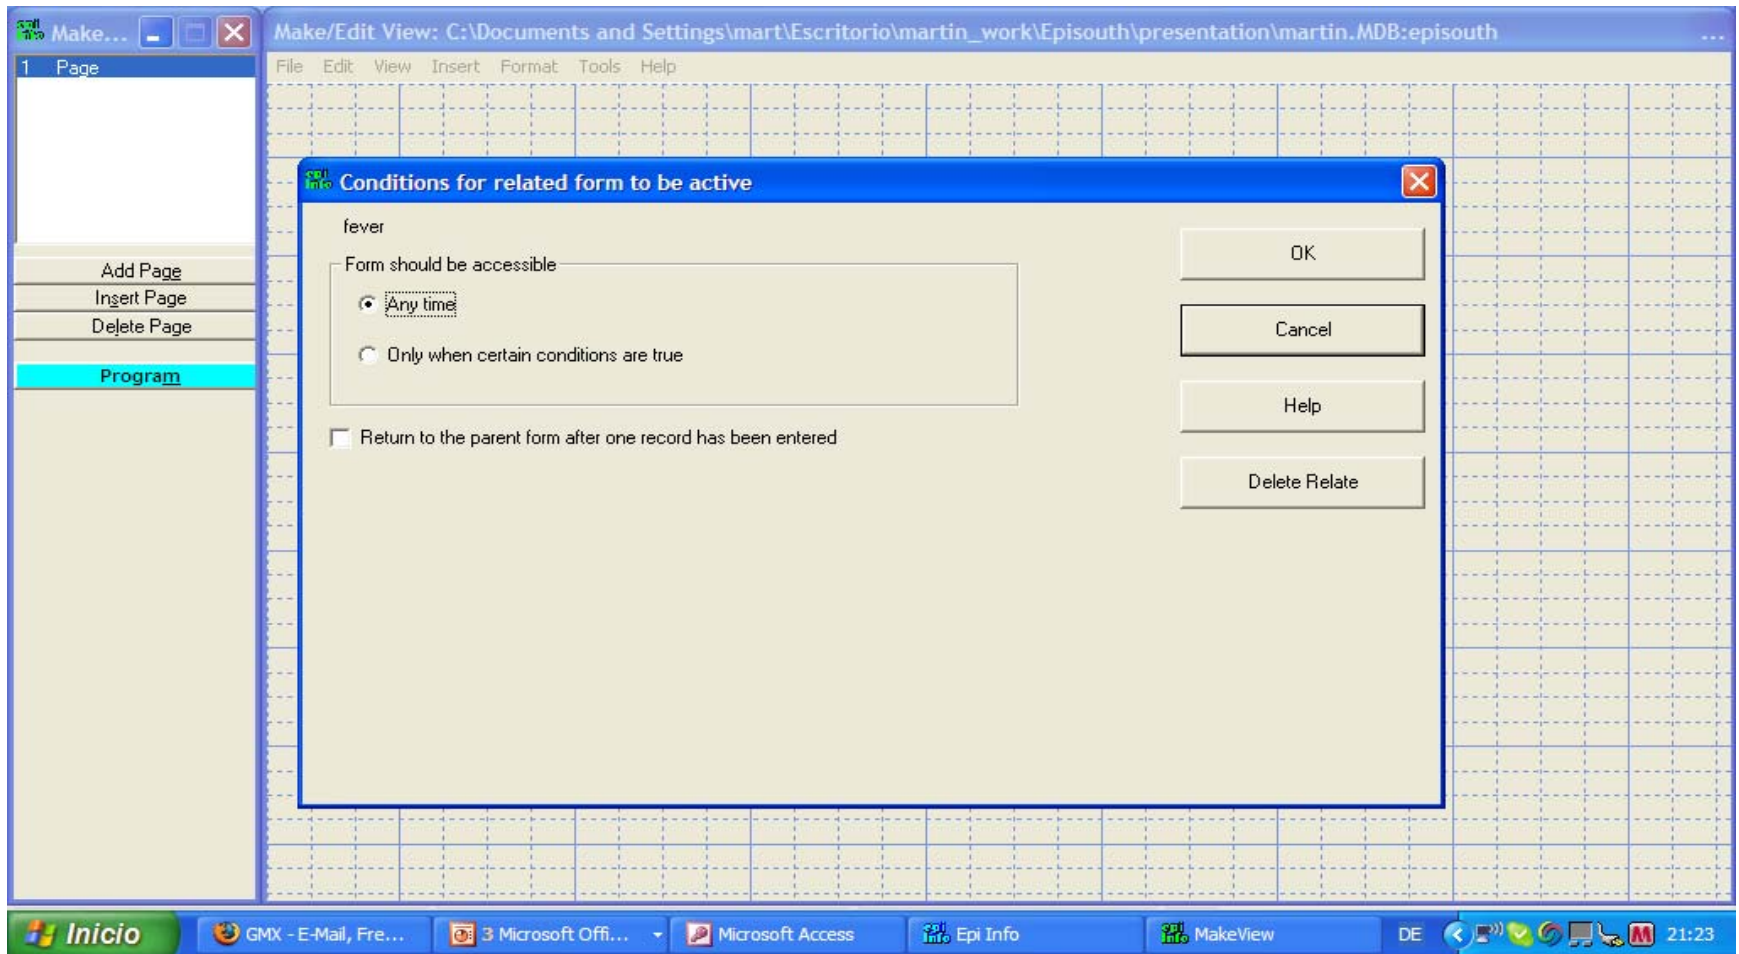 Make...
1 Page
Add Page
Insert Page
Delete Page
Program
Make/Edit View: C:\Documents and Settings\mart\Escritorio\martin_work\Episouth\presentation\martin.MDB:episouth ...
File Edit View Insert Format Tools Help
Conditions for related form to be active
fever
Form should be accessible
Any time
Only when certain conditions are true
Return to the parent form after one record has been entered
OK
Cancel
Help
Delete Relate
Inicio
GMX - E-Mail, Fre...
3 Microsoft Offi...
Microsoft Access
Epi Info
MakeView
DE
21:23